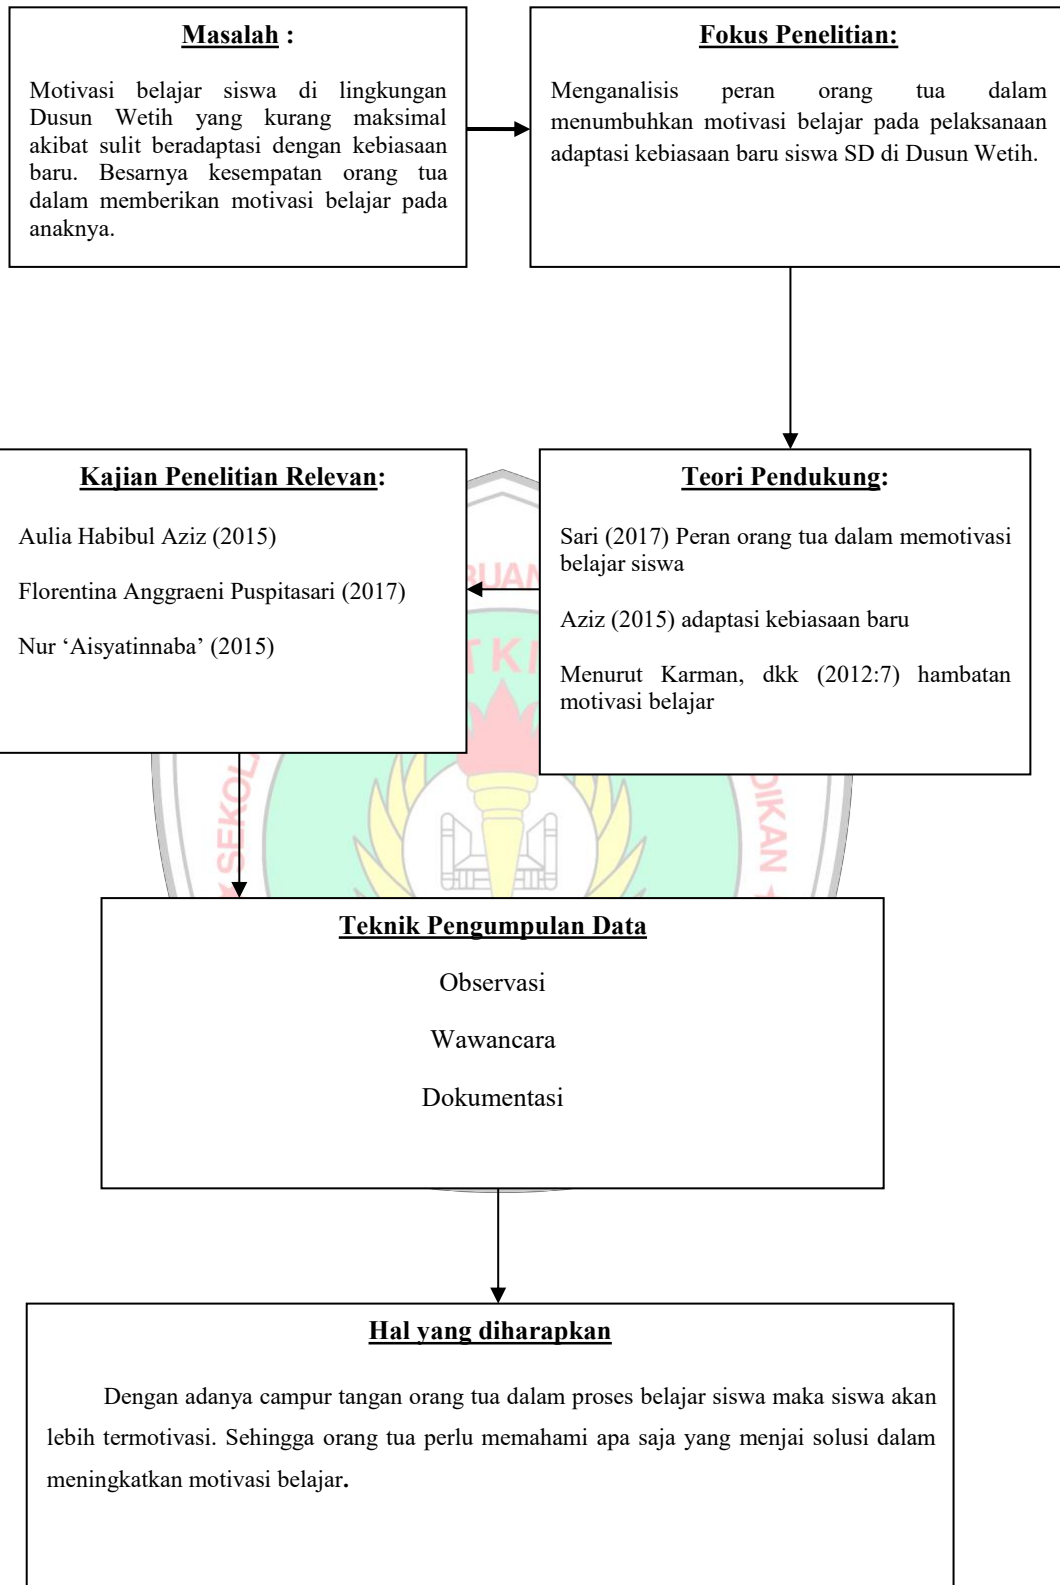 Masalah :
Motivasi belajar siswa di lingkungan
Dusun Wetih yang kurang maksimal
akibat sulit beradaptasi dengan kebiasaan
baru. Besarnya kesempatan orang tua
dalam memberikan motivasi belajar pada
anaknya.
Fokus Penelitian:
Menganalisis peran orang tua dalam
menumbuhkan motivasi belajar pada pelaksanaan
adaptasi kebiasaan baru siswa SD di Dusun Wetih.
Teori Pendukung:
Sari (2017) Peran orang tua dalam memotivasi
belajar siswa
Aziz (2015) adaptasi kebiasaan baru
Menurut Karman, dkk (2012:7) hambatan
motivasi belajar
Kajian Penelitian Relevan:
Aulia Habibul Aziz (2015)
Florentina Anggraeni Puspitasari (2017)
Nur ‘Aisyatinnaba’ (2015)
Teknik Pengumpulan Data
Observasi
Wawancara
Dokumentasi
Hal yang diharapkan
Dengan adanya campur tangan orang tua dalam proses belajar siswa maka siswa akan
lebih termotivasi. Sehingga orang tua perlu memahami apa saja yang menjai solusi dalam
meningkatkan motivasi belajar.